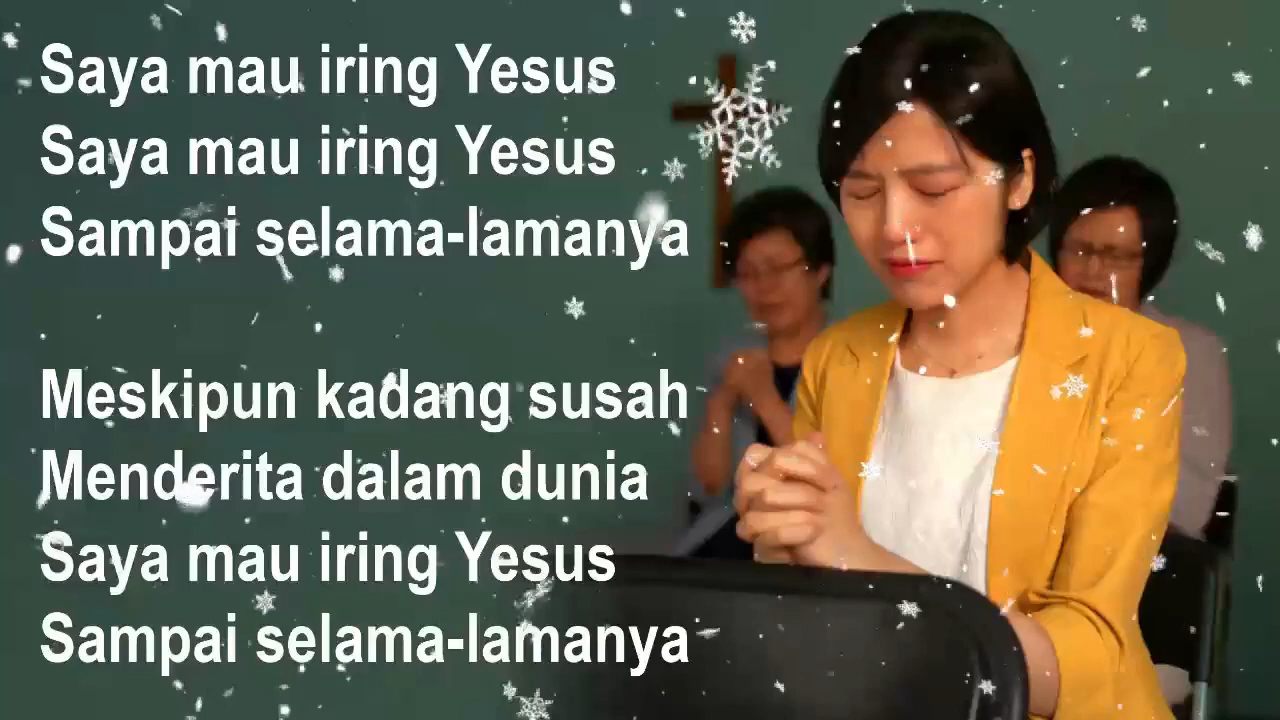 Saya mau iring Yesus
Saya mau iring Yesus
Sampai selama-lamanya
Meskipun kadang susah
Menderita dalam dunia
Saya mau iring Yesus
Sampai selama-lamanya